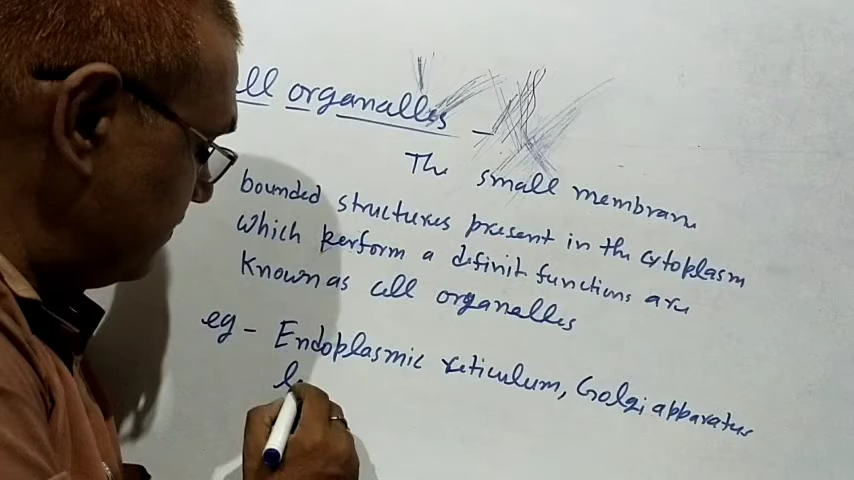 ell organelles -
The small membrane
bounded structures present in the cytoplasm
which perform a definit functions are
known as cell organelles
eg - Endoplasmic reticulum, Golgi apparatus
l